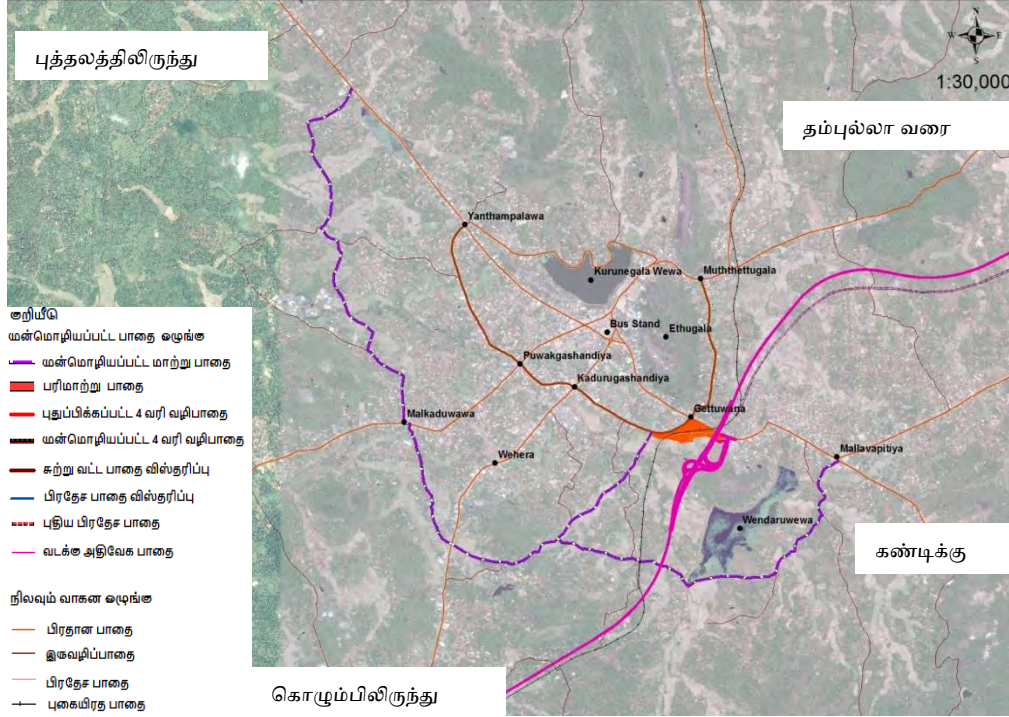 புத்தலத்திலிருந்து
N
W E
S
1:30,000
தம்புல்லா வரை
Yanthampalawa
Kurunegala Wewa
Muththettugala
Bus Stand
Ethugala
Puwakgashandiya
Kadurugashandiya
Gettuwana
Malkaduwawa
Wehera
Mallavapitiya
Wendaruwewa
கண்டிக்கு
கொழும்பிலிருந்து
குறியீடு
மன்மொழியப்பட்ட பாதை ஒழுங்கு
மன்மொழியப்பட்ட மாற்று பாதை
பரிமாற்று பாதை
புதுப்பிக்கப்பட்ட 4 வரி வழிபாதை
மன்மொழியப்பட்ட 4 வரி வழிபாதை
சுற்று வட்ட பாதை விஸ்தரிப்பு
பிரதேச பாதை விஸ்தரிப்பு
புதிய பிரதேச பாதை
வடக்கு அதிவேக பாதை
நிலவும் வாகன ஒழுங்கு
பிரதான பாதை
இருவழிப்பாதை
பிரதேச பாதை
புகையிரத பாதை